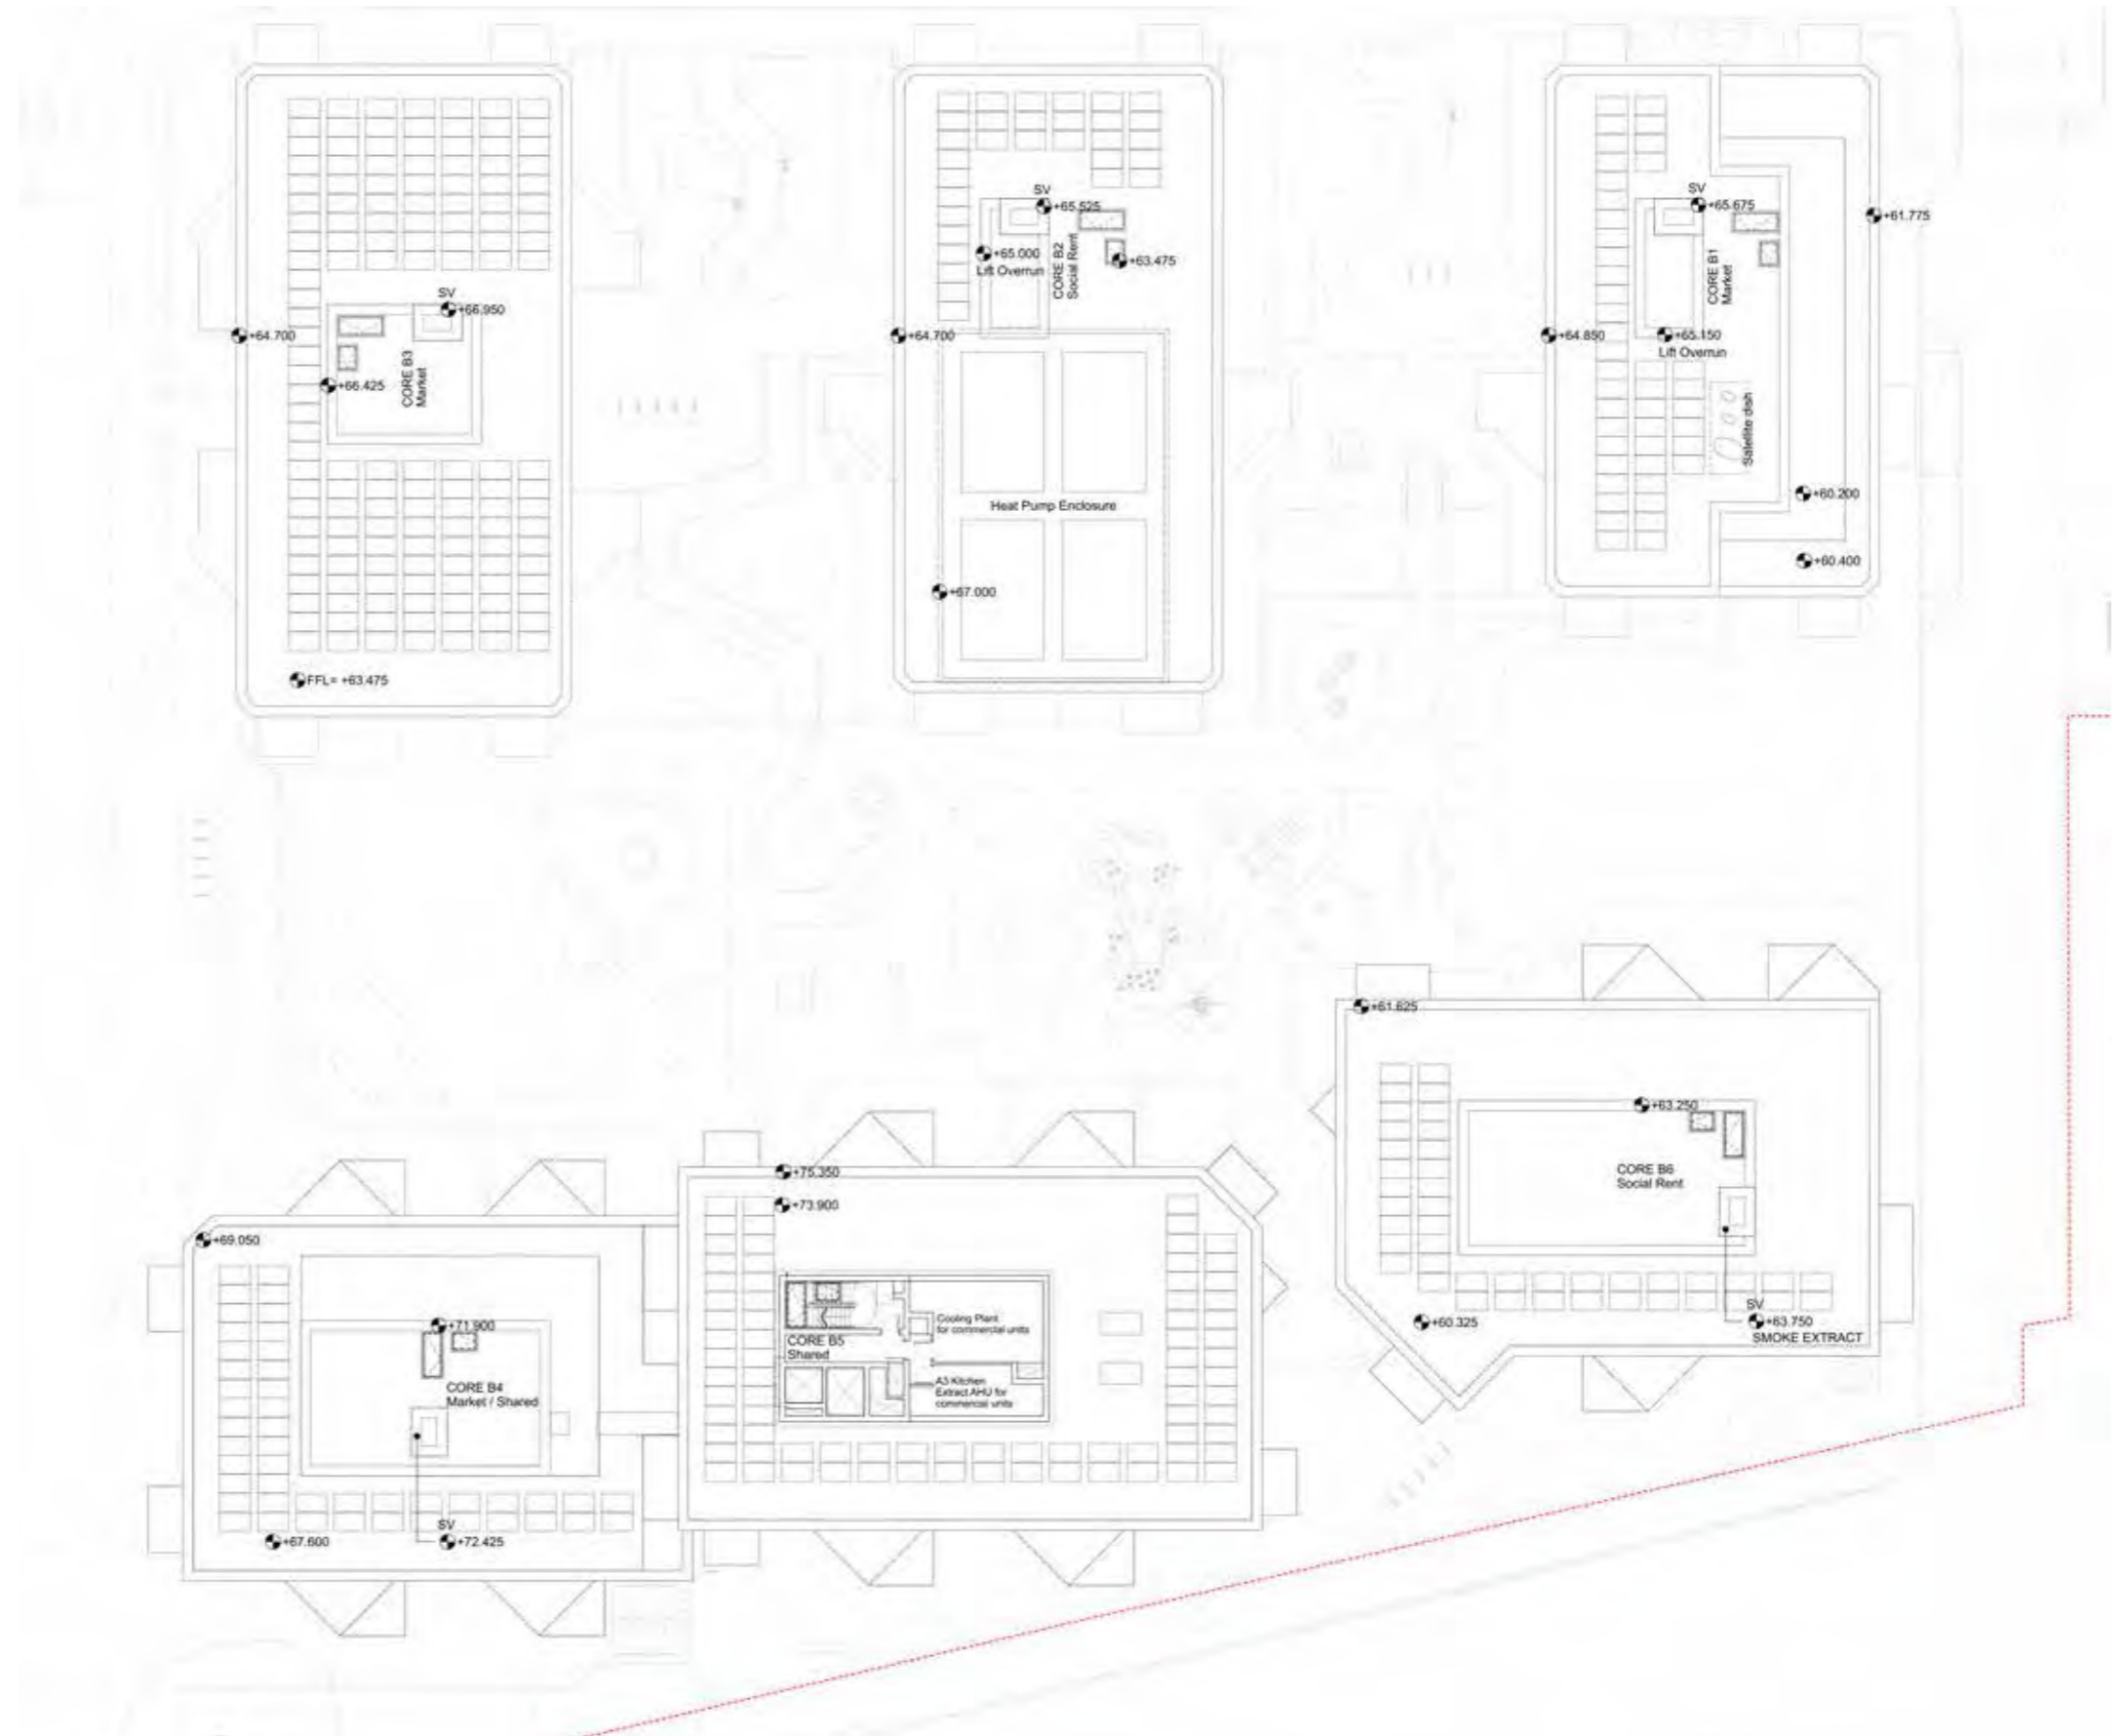 SV
+66.950
+64.700
+66.425
CORE B3
Market
FFL= +63.475
SV
+65.525
+65.000
Lift Overrun
CORE B2
Social Rent
+63.475
+64.700
Heat Pump Enclosure
+67.000
SV
+65.675
+61.775
CORE B1
Market
+64.850
+65.150
Lift Overrun
Satellite dish
+60.200
+60.400
+61.625
+63.250
CORE B6
Social Rent
+60.325
SV
+63.750
SMOKE EXTRACT
+75.350
+73.900
Cooling Plant
for commercial units
CORE B5
Shared
A3 Kitchen
Extract AHU for
commercial units
+69.050
+71.900
CORE B4
Market / Shared
+67.600
SV
+72.425